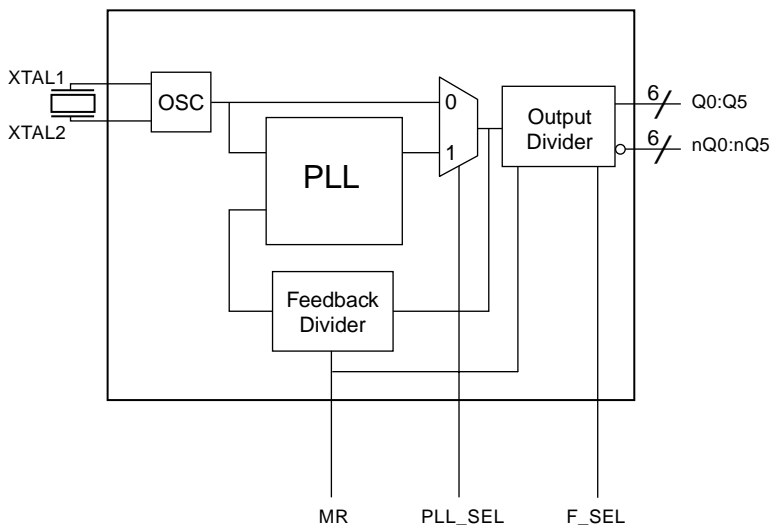 XTAL1
XTAL2
OSC
0
1
PLL
Output
Divider
6
Q0:Q5
6
nQ0:nQ5
Feedback
Divider
MR
PLL_SEL
F_SEL